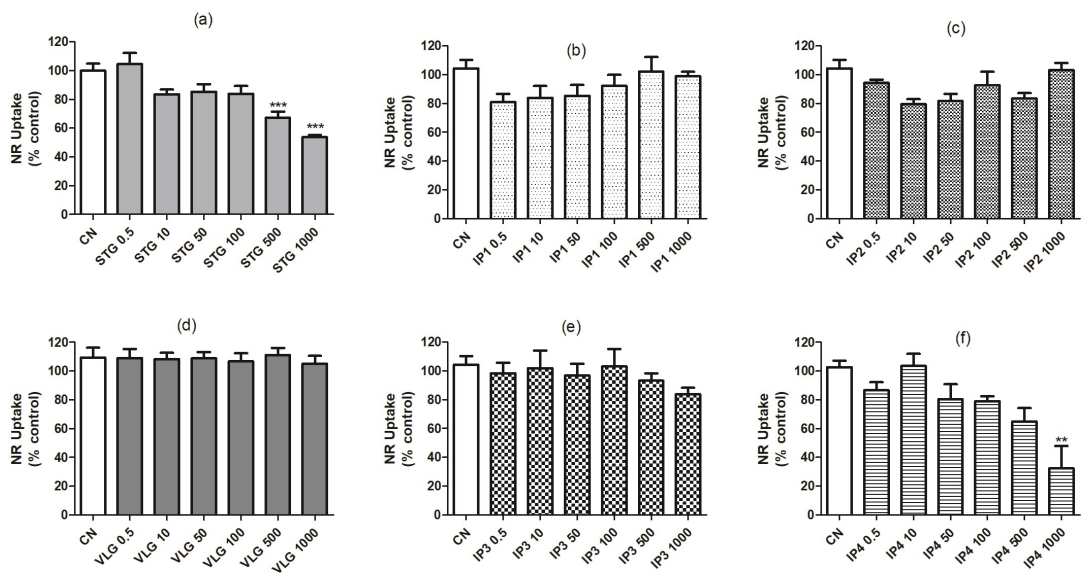 (a)
NR Uptake
(% control)
120
100
80
60
40
20
0
***
***
CN
STG 0.5
STG 10
STG 50
STG 100
STG 500
STG 1000
(b)
NR Uptake
(% control)
120
100
80
60
40
20
0
CN
IP1 0.5
IP1 10
IP1 50
IP1 100
IP1 500
IP1 1000
(c)
NR Uptake
(% control)
120
100
80
60
40
20
0
CN
IP2 0.5
IP2 10
IP2 50
IP2 100
IP2 500
IP2 1000
(d)
NR Uptake
(% control)
120
100
80
60
40
20
0
CN
VLG 0.5
VLG 10
VLG 50
VLG 100
VLG 500
VLG 1000
(e)
NR Uptake
(% control)
120
100
80
60
40
20
0
CN
IP3 0.5
IP3 10
IP3 50
IP3 100
IP3 500
IP3 1000
(f)
NR Uptake
(% control)
120
100
80
60
40
20
0
**
CN
IP4 0.5
IP4 10
IP4 50
IP4 100
IP4 500
IP4 1000